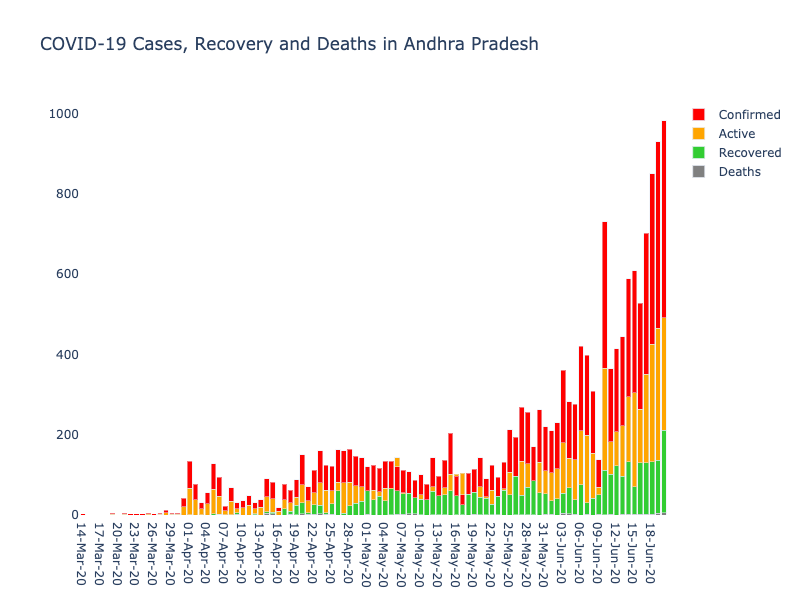 COVID-19 Cases, Recovery and Deaths in Andhra Pradesh
1000
800
600
400
200
0
Confirmed
Active
Recovered
Deaths
14-Mar-20
17-Mar-20
20-Mar-20
23-Mar-20
26-Mar-20
29-Mar-20
01-Apr-20
04-Apr-20
07-Apr-20
10-Apr-20
13-Apr-20
16-Apr-20
19-Apr-20
22-Apr-20
25-Apr-20
28-Apr-20
01-May-20
04-May-20
07-May-20
10-May-20
13-May-20
16-May-20
19-May-20
22-May-20
25-May-20
28-May-20
31-May-20
03-Jun-20
06-Jun-20
09-Jun-20
12-Jun-20
15-Jun-20
18-Jun-20